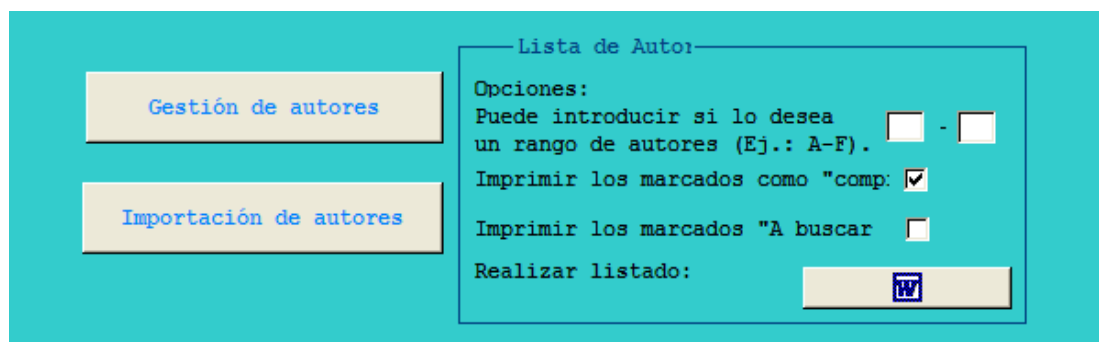 Gestión de autores
Importación de autores
Lista de Autor
Opciones:
Puede introducir si lo desea
un rango de autores (Ej.: A-F).
-
Imprimir los marcados como "comp:
Imprimir los marcados "A buscar
Realizar listado:
W